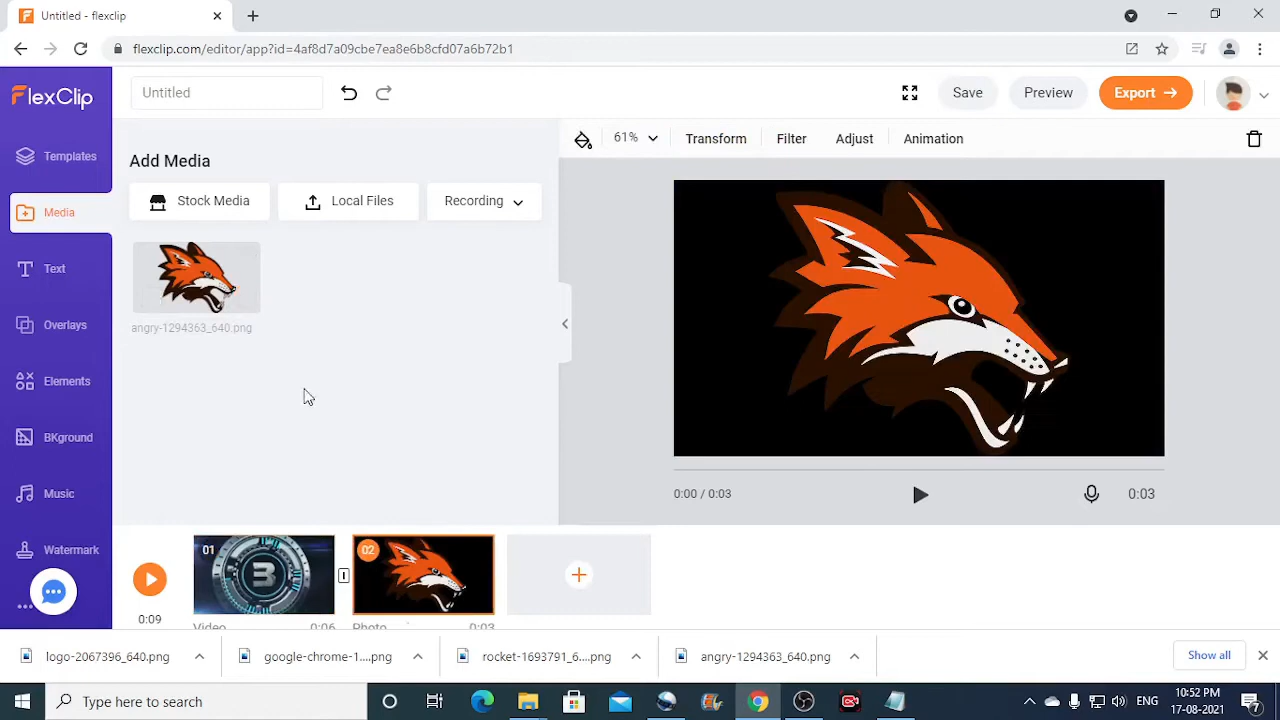 Untitled - flexclip
flexclip.com/editor/app?id=4af8d7a09cbe7ea8e6b8cfd07a6b72b1
FlexClip
Untitled
Save
Preview
Export
Templates
Media
Text
Overlays
Elements
BKground
Music
Watermark
Add Media
Stock Media
Local Files
Recording
angry-1294363_640.png
61%
Transform
Filter
Adjust
Animation
0:00 / 0:03
0:03
0:09
01
3
Video
0:06
02
Photo
0:03
logo-2067396_640.png
google-chrome-1....png
rocket-1693791_6....png
angry-1294363_640.png
Show all
Type here to search
ENG
10:52 PM
17-08-2021
7